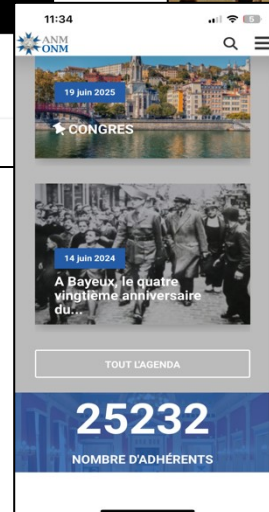 11:34
ANM
ONM
19 juin 2025
CONGRES
14 juin 2024
A Bayeux, le quatre
vingtième anniversaire
du...
TOUT L'AGENDA
25232
NOMBRE D'ADHÉRENTS